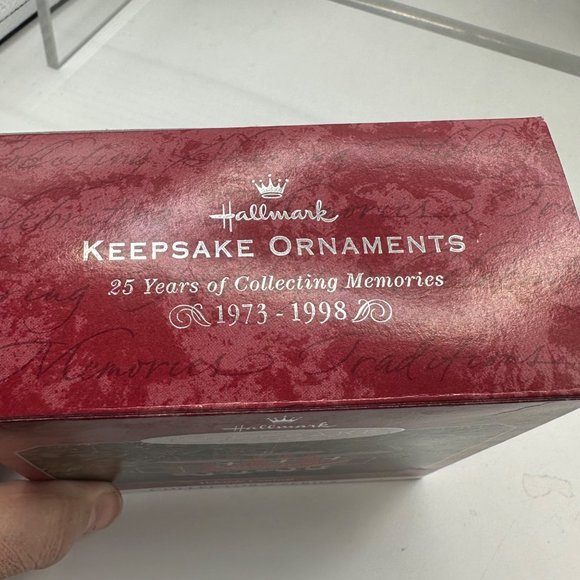 Hallmark
KEEPSAKE ORNAMENTS
25 Years of Collecting Memories
1973 - 1998
Memories Traditions
Hallmark